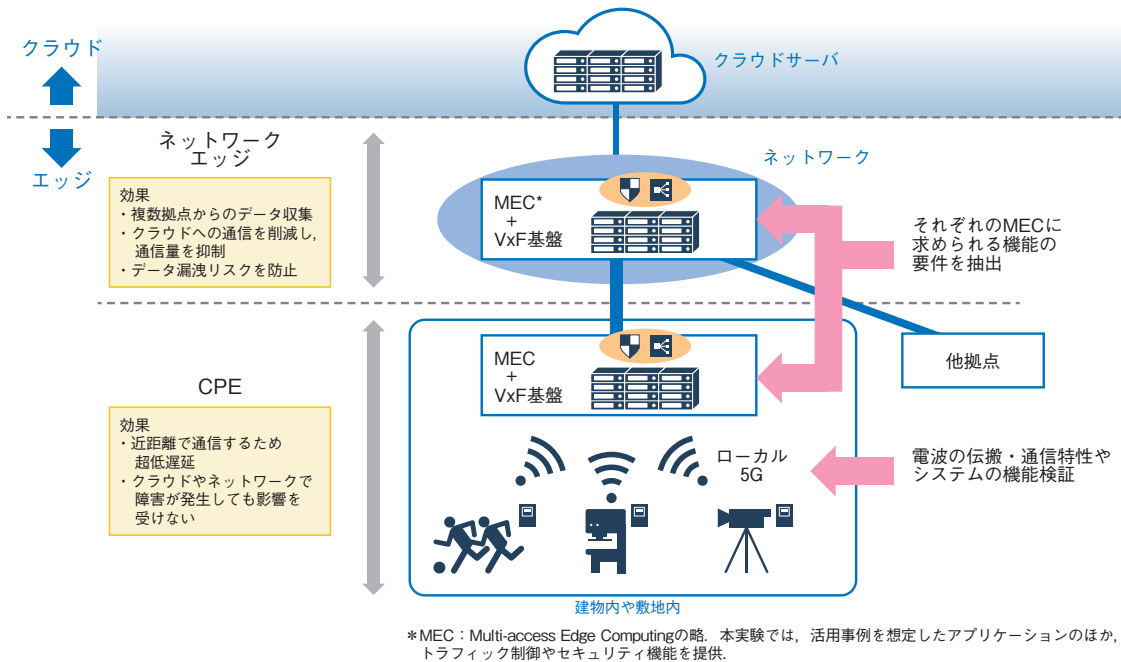 クラウド
クラウドサーバ
エッジ
ネットワーク
エッジ
効果
・複数拠点からのデータ収集
・クラウドへの通信を削減し，
通信量を抑制
・データ漏洩リスクを防止
ネットワーク
MEC*
+
VxF基盤
それぞれのMECに
求められる機能の
要件を抽出
MEC
+
VxF基盤
他拠点
CPE
効果
・近距離で通信するため
超低遅延
・クラウドやネットワークで
障害が発生しても影響を
受けない
ローカル
5G
電波の伝搬・通信特性や
システムの機能検証
建物内や敷地内
＊MEC：Multi-access Edge Computingの略．本実験では，活用事例を想定したアプリケーションのほか，
トラフィック制御やセキュリティ機能を提供．